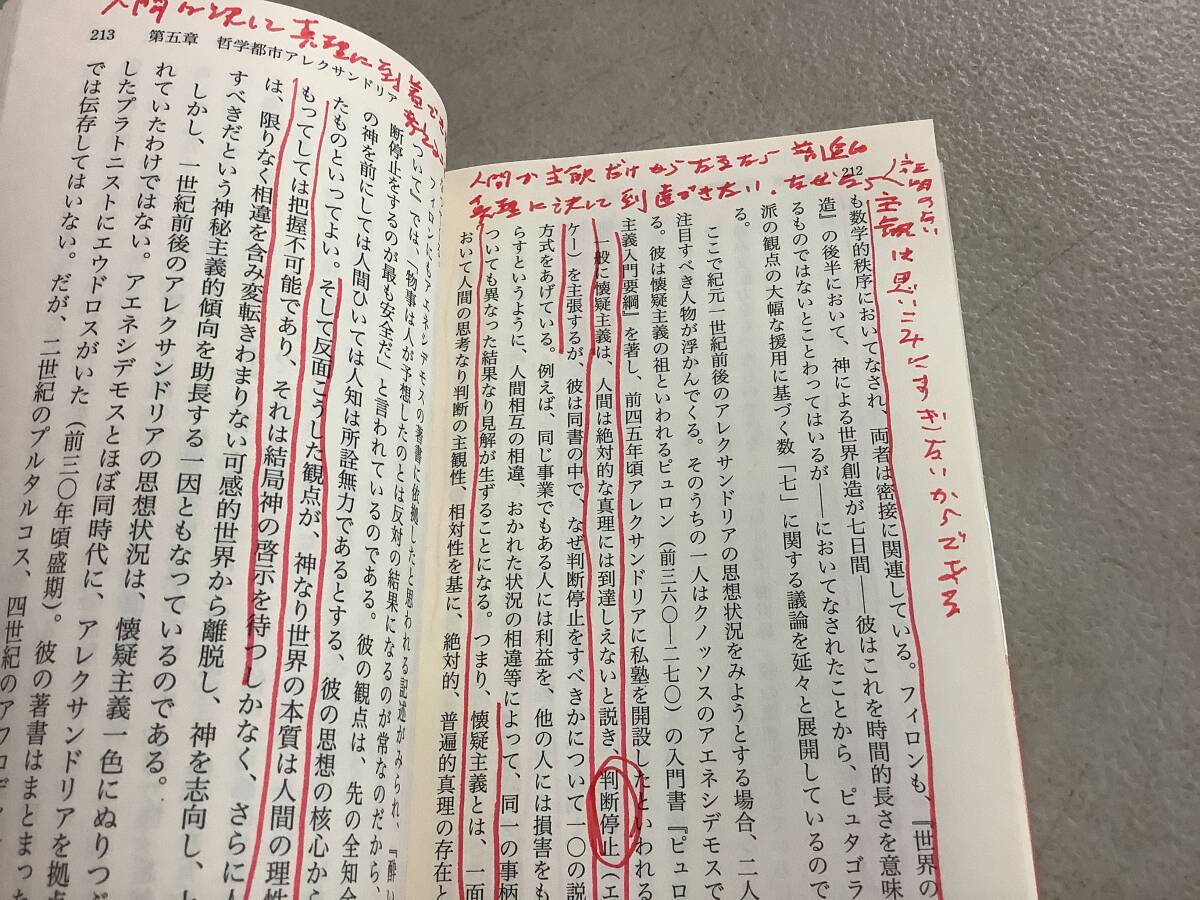 人間が主観だけから左立なら普遍的
真理に決して到達ができない。なぜなら
主観は思いこみにすぎないからである
212
も数学的秩序においてなされ、両者は密接に関連している。フィロンも、『世界の
造』の後半において、神による世界創造が七日間――彼はこれを時間的長さを意味
るものではないとことわってはいるが――においてなされたことから、ピュタゴラ
派の観点の大幅な援用に基づく数「七」に関する議論を延々と展開しているので
る。
ここで紀元一世紀前後のアレクサンドリアの思想状況をみようとする場合、二人
注目すべき人物が浮かんでくる。そのうちの一人はクノッソスのアエネシデモスで
る。彼は懐疑主義の祖といわれるピュロン（前三六〇―二七〇）の入門書『ピュロ
主義入門要綱』を著し、前四五年頃アレクサンドリアに私塾を開設したといわれる
一般に懐疑主義は、人間は絶対的な真理には到達しえないと説き、判断停止（エ
ケー）を主張するが、彼は同書の中で、なぜ判断停止をすべきかについて一〇の説
方式をあげている。例えば、同じ事業でもある人には利益を、他の人には損害をも
らすというように、人間相互の相違、おかれた状況の相違等によって、同一の事柄
ついても異なった結果なり見解が生ずることになる。つまり、懐疑主義とは、一面
おいて人間の思考なり判断の主観性、相対性を基に、絶対的、普遍的真理の存在と
人間は決して真理に到着でき
213 第五章 哲学都市アレクサンドリア
フィロンにもアエネシデモスの著書に依拠したと思われる記述がみられ、『酔い
ついて』では、「物事は人が予想したのとは反対の結果になるのが常なのだから、
断停止をするのが最も安全だ」と言われているのである。彼の観点は、先の全知全
の神を前にしては人間ひいては人知は所詮無力であるとする、彼の思想の核心から
たものといってよい。そして反面こうした観点が、神なり世界の本質は人間の理性
もってしては把握不可能であり、それは結局神の啓示を待つしかなく、さらに人
は、限りなく相違を含み変転きわまりない可感的世界から離脱し、神を志向し、
すべきだという神秘主義的傾向を助長する一因ともなっているのである。
しかし、一世紀前後のアレクサンドリアの思想状況は、懐疑主義一色にぬりつぶ
れていたわけではない。アエネシデモスとほぼ同時代に、アレクサンドリアを拠点
したプラトニストにエウドロスがいた（前三〇年頃盛期）。彼の著書はまとまった
では伝存してはいない。だが、二世紀のプルタルコス、四世紀のアフロディ